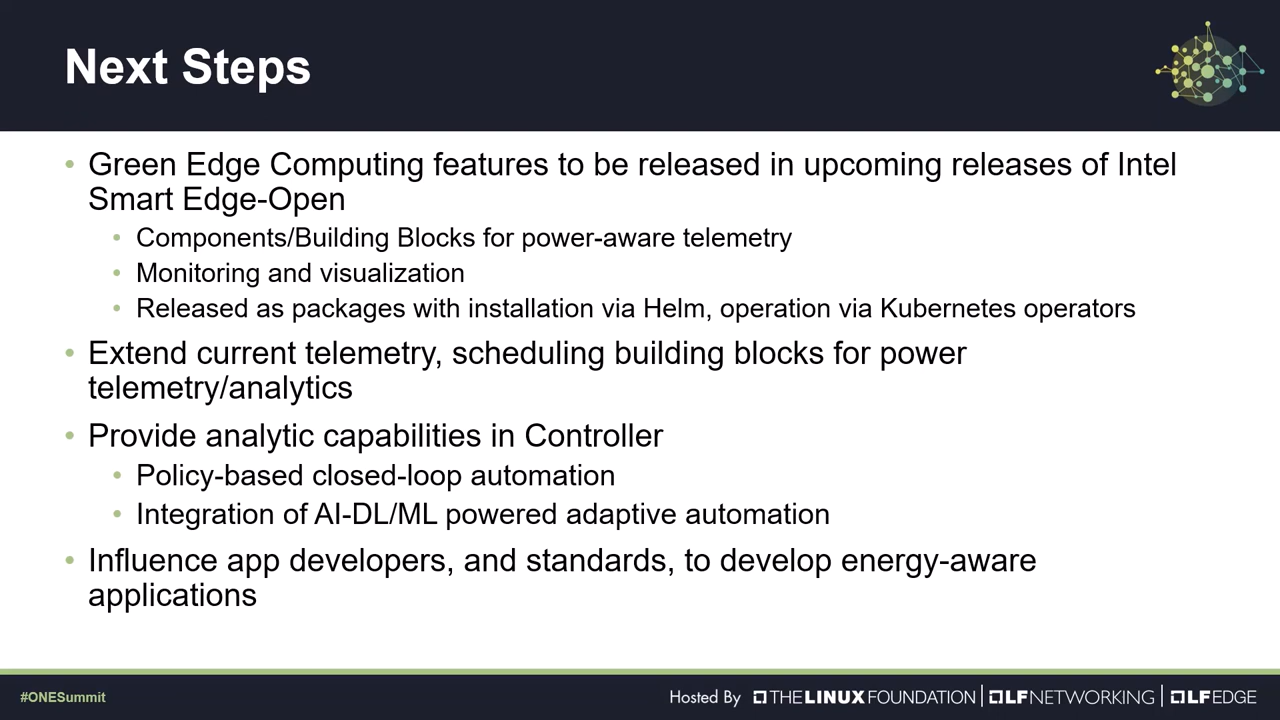 Next Steps
• Green Edge Computing features to be released in upcoming releases of Intel
Smart Edge-Open
• Components/Building Blocks for power-aware telemetry
• Monitoring and visualization
• Released as packages with installation via Helm, operation via Kubernetes operators
• Extend current telemetry, scheduling building blocks for power
telemetry/analytics
• Provide analytic capabilities in Controller
• Policy-based closed-loop automation
• Integration of AI-DL/ML powered adaptive automation
• Influence app developers, and standards, to develop energy-aware
applications
#ONESummit
Hosted By THE LINUX FOUNDATION | LFNETWORKING | LFEDGE